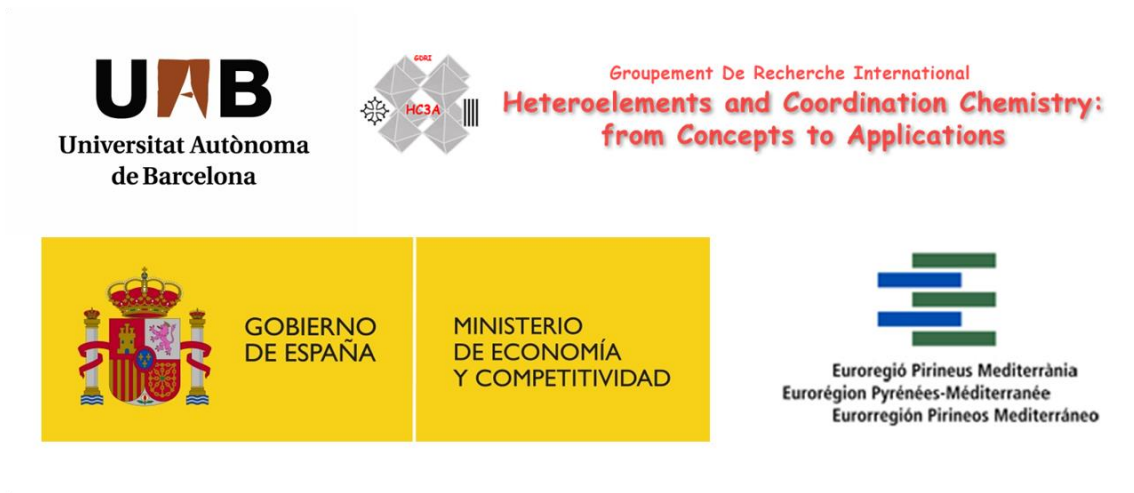 UAB
Universitat Autònoma
de Barcelona
GDRI
HC3A
Groupement De Recherche International
Heteroelements and Coordination Chemistry:
from Concepts to Applications
GOBIERNO
DE ESPAÑA
MINISTERIO
DE ECONOMÍA
Y COMPETITIVIDAD
Euroregió Pirineus Mediterrània
Eurorégion Pyrénées-Méditerranée
Eurorregión Pirineos Mediterráneo